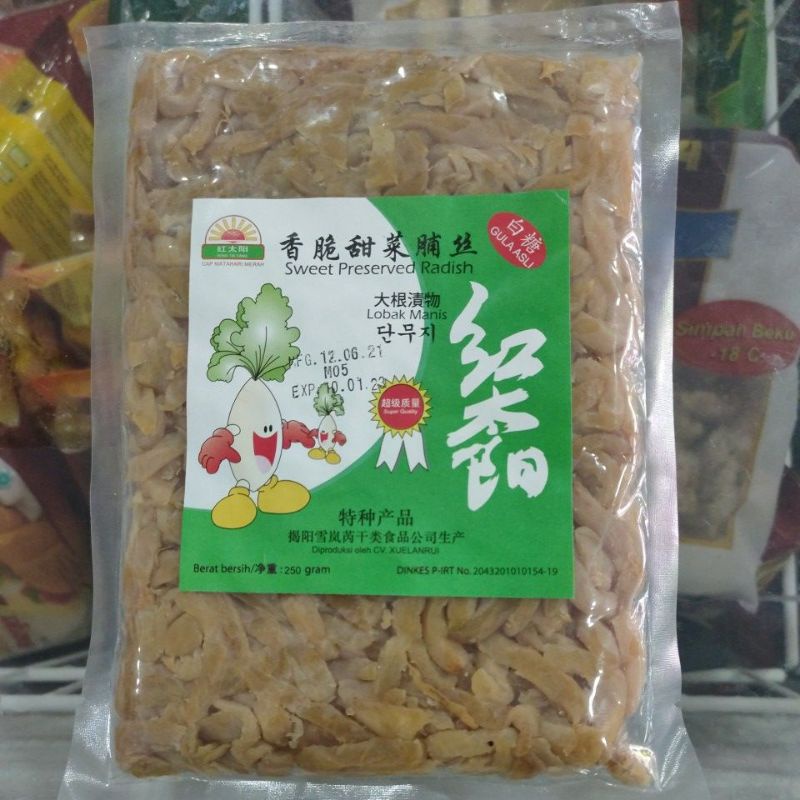 红太阳
HONG TAI YANG
CAP MATAHARI MERAH
香脆甜菜脯丝
Sweet Preserved Radish
白糖
GULA ASLI
大根漬物
Lobak Manis
단무지
红太阳
MFG.12.06.21
M05
超级质量
Super Quality
特种产品
揭阳雪岚芮干类食品公司生产
Diproduksi oleh CV. XUELANRUI
Berat bersih/净重: 250 gram
DINKES P-IRT No. 2043201010154-19
Simpan Beku
-18 C